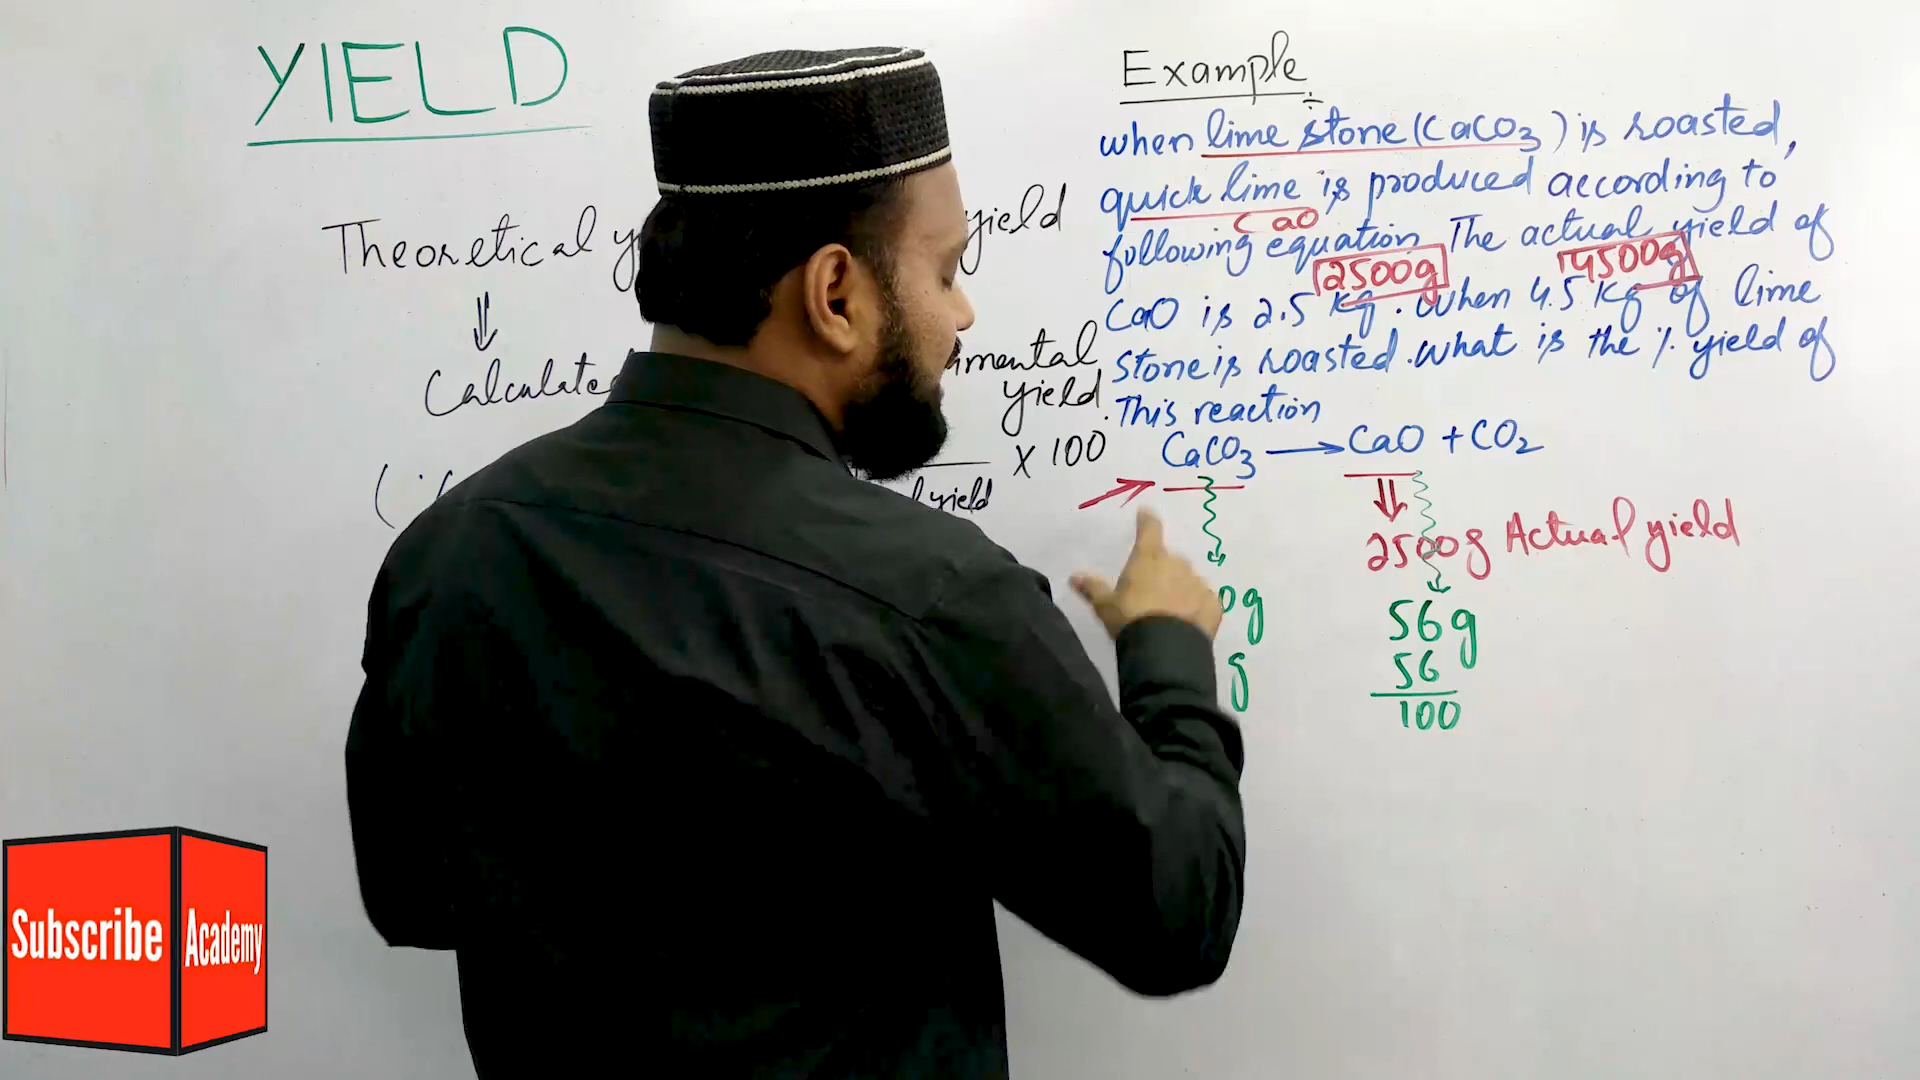 YIELD
Theoretical
yield
Calculated
mental
yield
yield
X 100
Example:
when lime stone (CaCO3) is roasted,
quick lime is produced according to
CaO
following equation. The actual yield of
2500g 4500g
CaO is 2.5 Kg. When 4.5 Kg of lime
stone is roasted. what is the % yield of
This reaction
CaCO3 → CaO + CO2
2500g Actual yield
0g 56g
g 56
100
Subscribe Academy